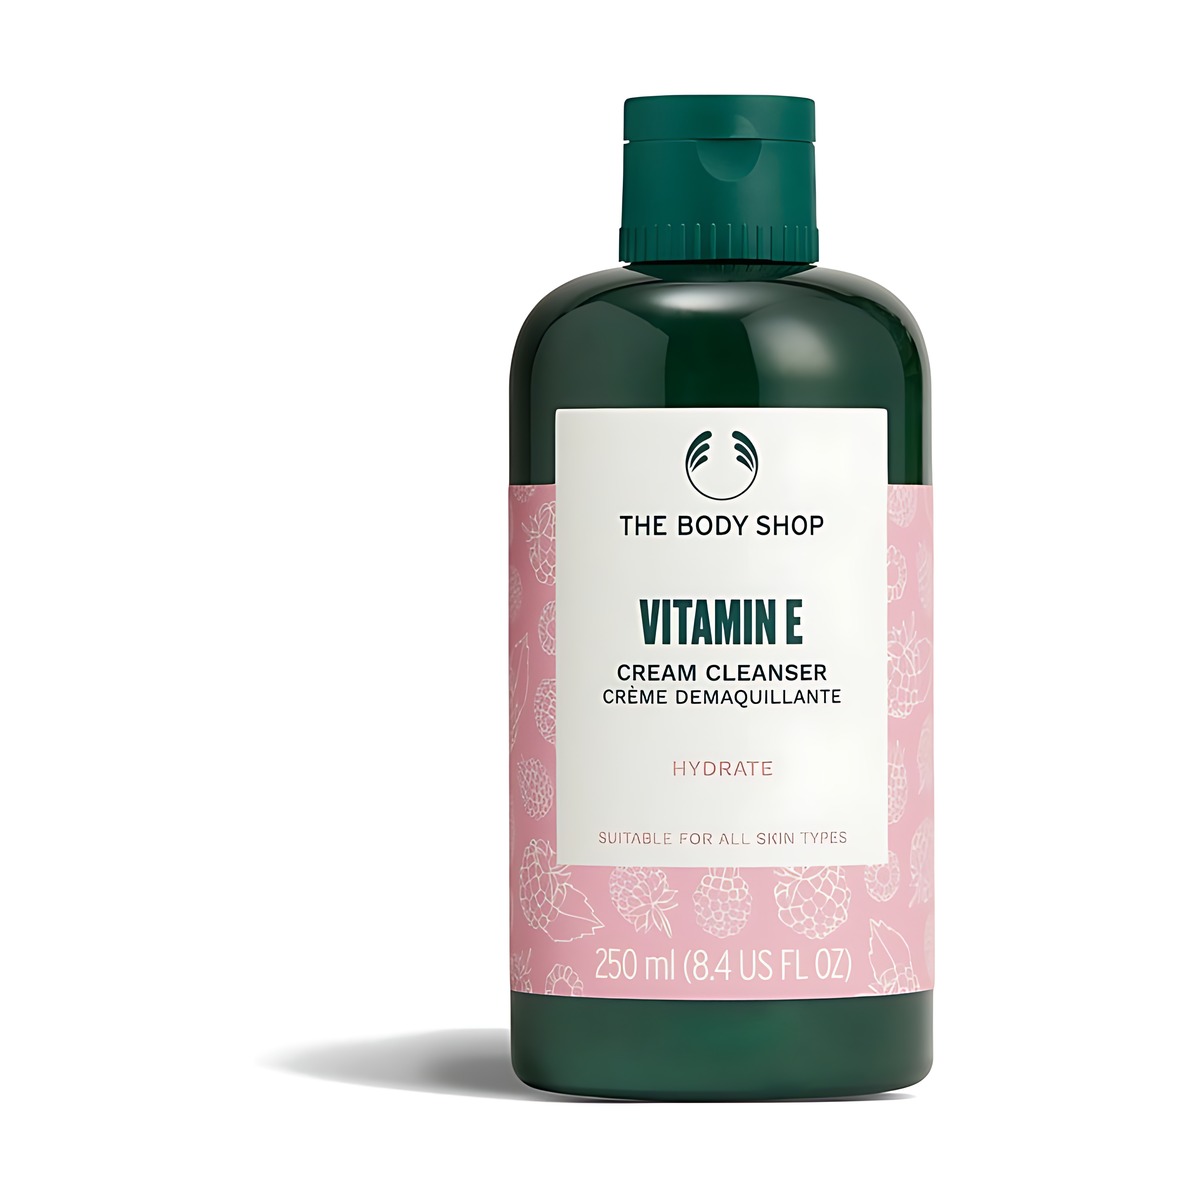 THE BODY SHOP
VITAMIN E
CREAM CLEANSER
CRÈME DEMAQUILLANTE
HYDRATE
SUITABLE FOR ALL SKIN TYPES
250 ml (8.4 US FL OZ)